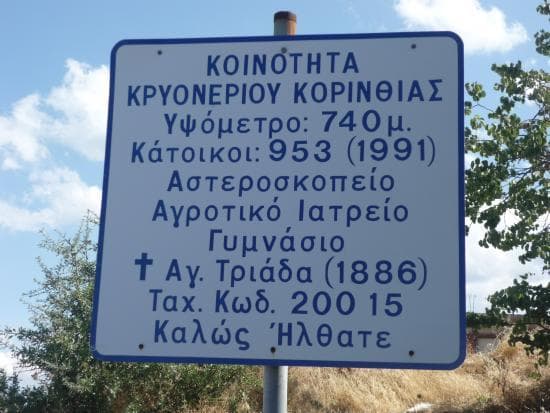 ΚΟΙΝΟΤΗΤΑ
ΚΡΥΟΝΕΡΙΟΥ ΚΟΡΙΝΘΙΑΣ
Υψόμετρο: 740 μ.
Κάτοικοι: 953 (1991)
Αστεροσκοπείο
Αγροτικό Ιατρείο
Γυμνάσιο
✝ Αγ. Τριάδα (1886)
Ταχ. Κωδ. 200 15
Καλώς Ήλθατε